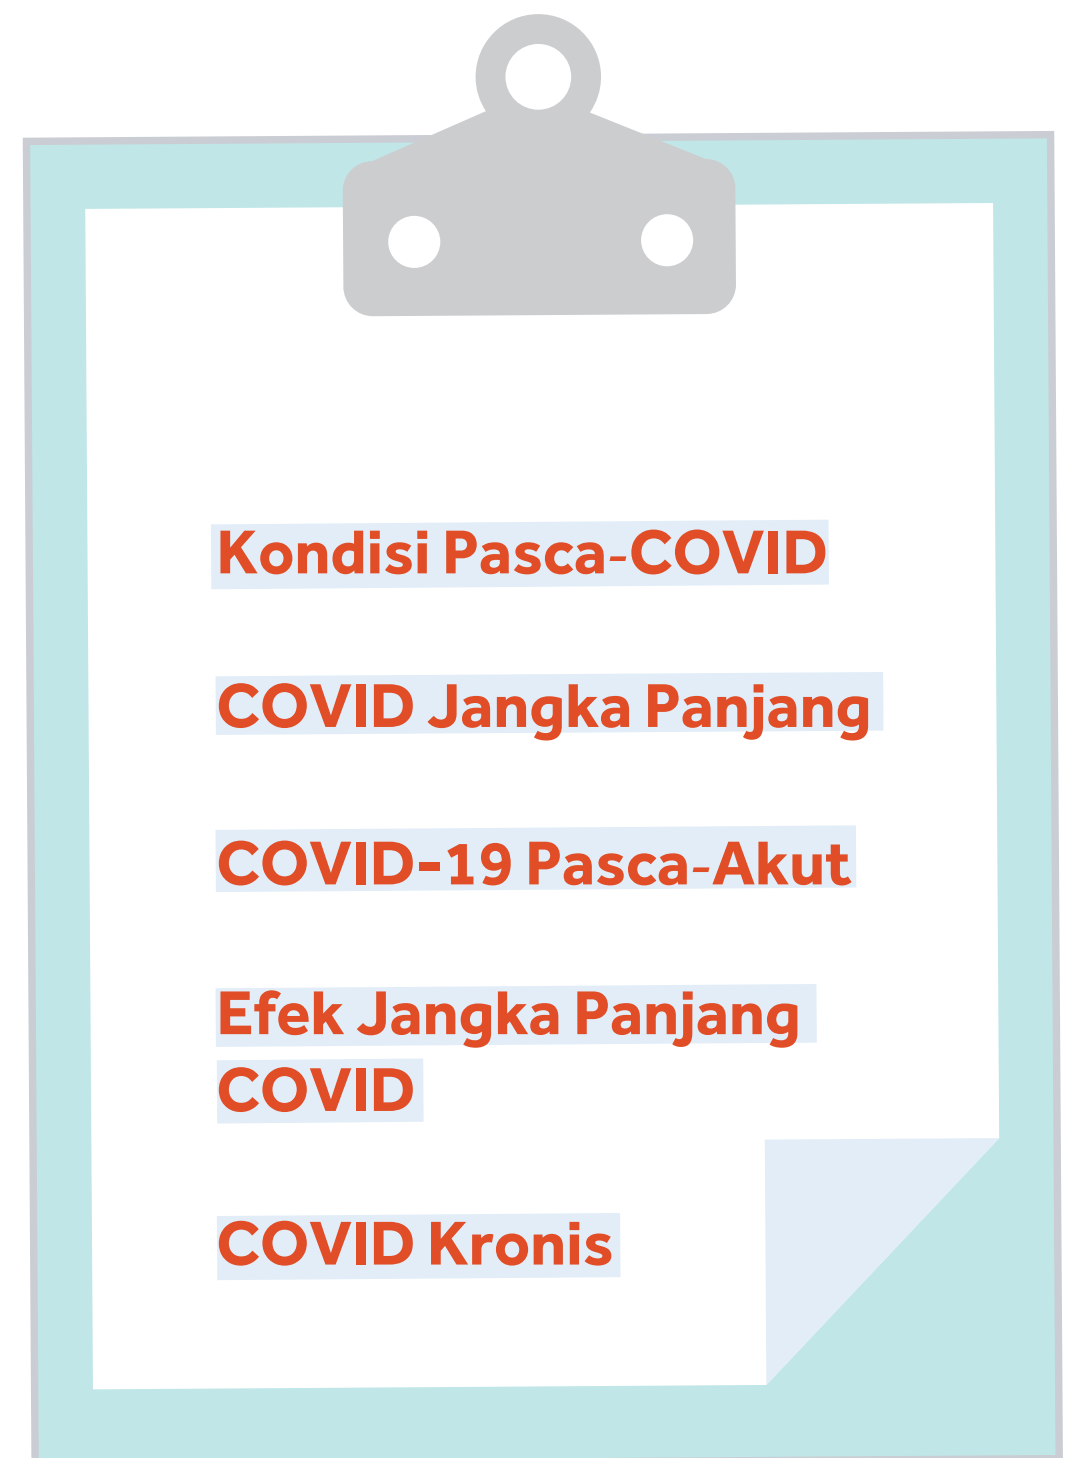 Kondisi Pasca-COVID
COVID Jangka Panjang
COVID-19 Pasca-Akut
Efek Jangka Panjang
COVID
COVID Kronis